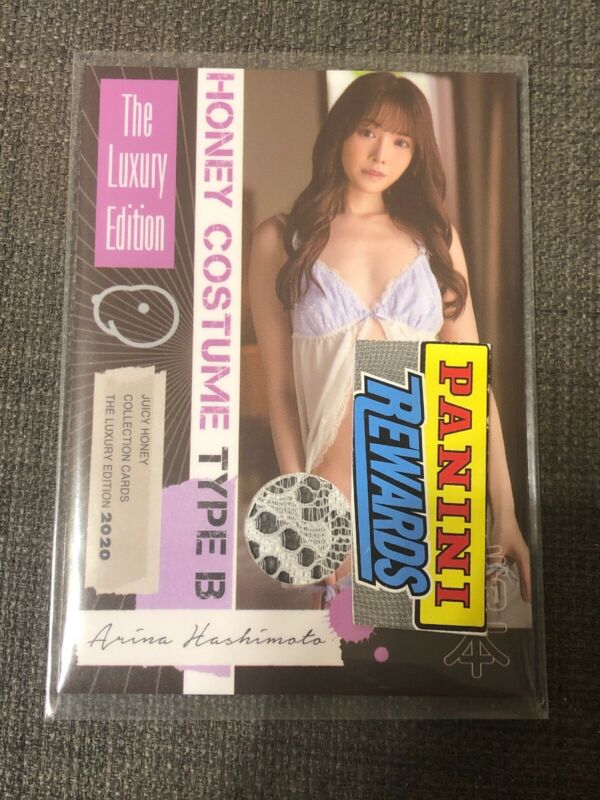 The
Luxury
Edition
HONEY COSTUME TYPE B
JUICY HONEY
COLLECTION CARDS
THE LUXURY EDITION 2020
Arina Hashimoto
PANINI
REWARDS